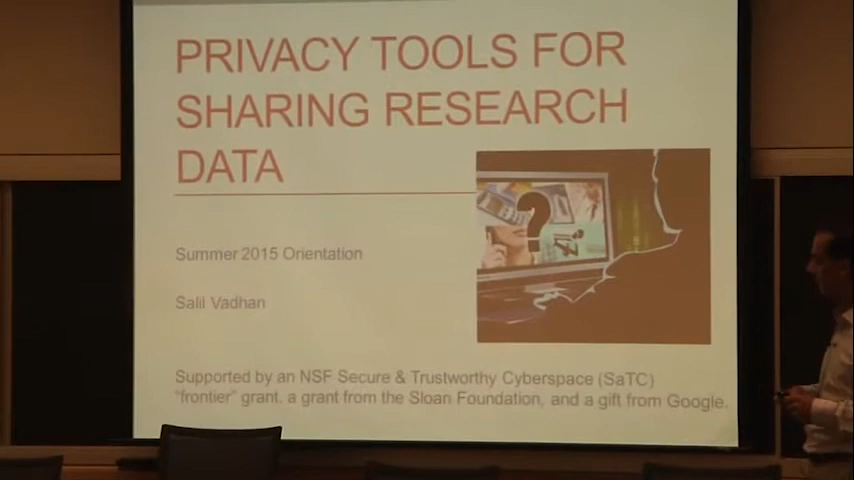 PRIVACY TOOLS FOR
SHARING RESEARCH
DATA
Summer 2015 Orientation
Salil Vadhan
Supported by an NSF Secure & Trustworthy Cyberspace (SaTC)
“frontier” grant, a grant from the Sloan Foundation, and a gift from Google.